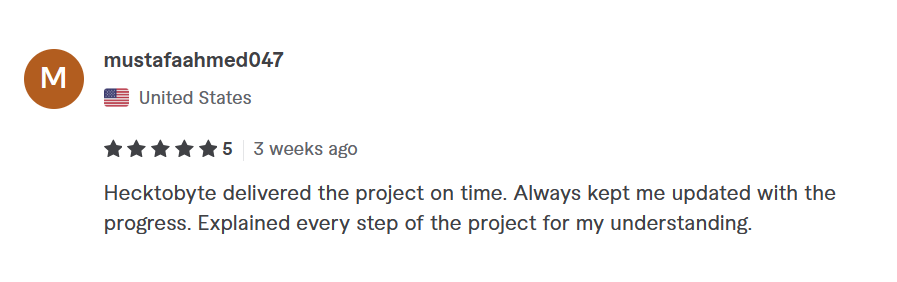 M
mustafaahmed047
United States
5 3 weeks ago
Hecktobyte delivered the project on time. Always kept me updated with the
progress. Explained every step of the project for my understanding.